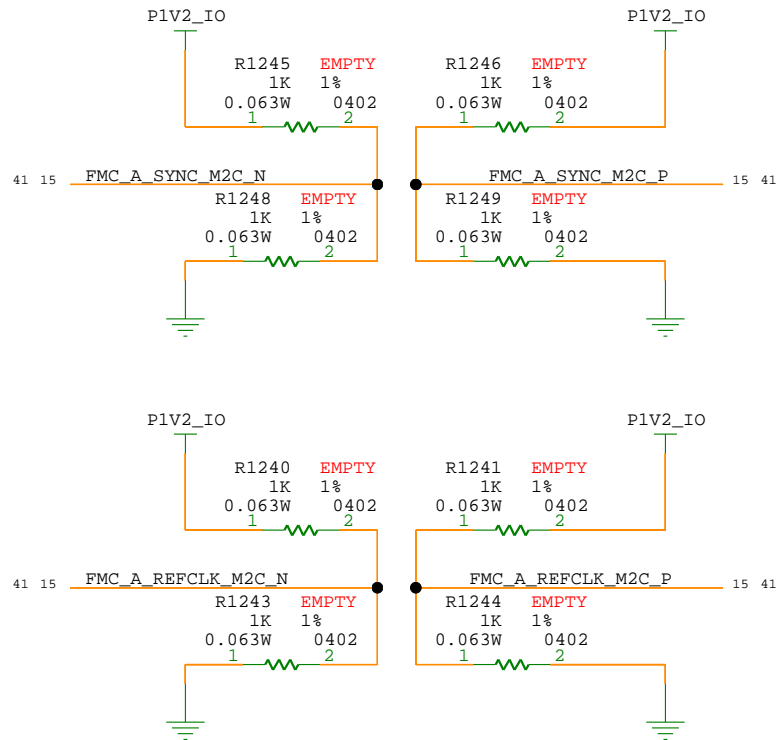 P1V2_IO P1V2_IO
R1245 EMPTY R1246 EMPTY
1K 1% 1K 1%
0.063W 0402 0.063W 0402
1 2 1 2
41 15 FMC_A_SYNC_M2C_N FMC_A_SYNC_M2C_P 15 41
R1248 EMPTY R1249 EMPTY
1K 1% 1K 1%
0.063W 0402 0.063W 0402
1 2 1 2
P1V2_IO P1V2_IO
R1240 EMPTY R1241 EMPTY
1K 1% 1K 1%
0.063W 0402 0.063W 0402
1 2 1 2
41 15 FMC_A_REFCLK_M2C_N FMC_A_REFCLK_M2C_P 15 41
R1243 EMPTY R1244 EMPTY
1K 1% 1K 1%
0.063W 0402 0.063W 0402
1 2 1 2